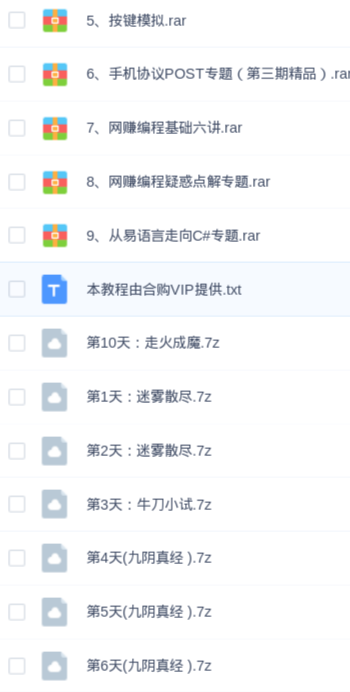 5、按键模拟.rar
6、手机协议POST专题（第三期精品）.rar
7、网赚编程基础六讲.rar
8、网赚编程疑惑点解专题.rar
9、从易语言走向C#专题.rar
本教程由合购VIP提供.txt
第10天：走火成魔.7z
第1天：迷雾散尽.7z
第2天：迷雾散尽.7z
第3天：牛刀小试.7z
第4天(九阴真经 ).7z
第5天(九阴真经 ).7z
第6天(九阴真经 ).7z